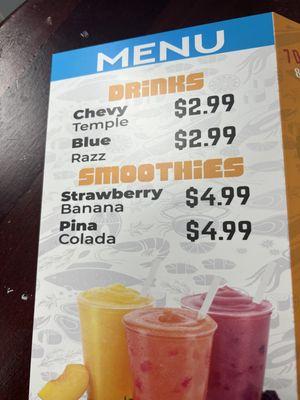 MENU
DRINKS
Chevy $2.99
Temple
Blue $2.99
Razz
SMOOTHIES
Strawberry $4.99
Banana
Pina $4.99
Colada